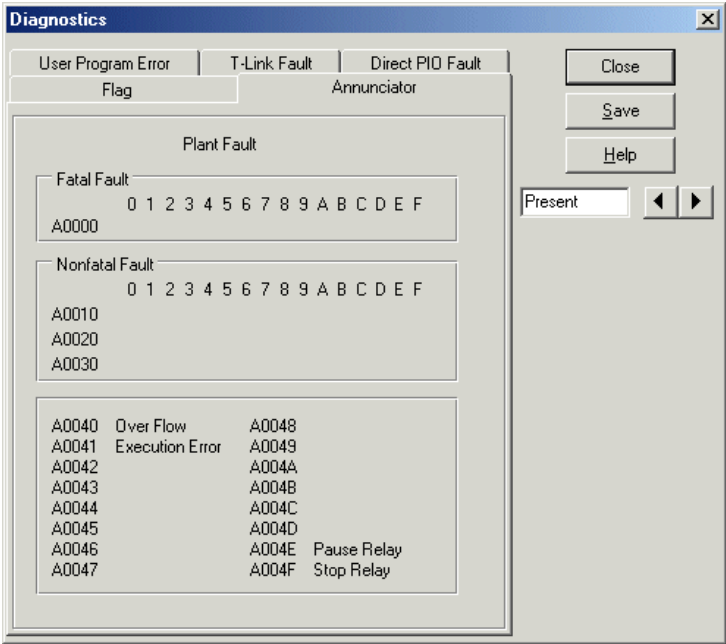 Diagnostics
User Program Error T-Link Fault Direct PIO Fault
Flag Annunciator
Plant Fault
Fatal Fault
0 1 2 3 4 5 6 7 8 9 A B C D E F
A0000
Nonfatal Fault
0 1 2 3 4 5 6 7 8 9 A B C D E F
A0010
A0020
A0030
A0040 Over Flow A0048
A0041 Execution Error A0049
A0042 A004A
A0043 A004B
A0044 A004C
A0045 A004D
A0046 A004E Pause Relay
A0047 A004F Stop Relay
Close
Save
Help
Present